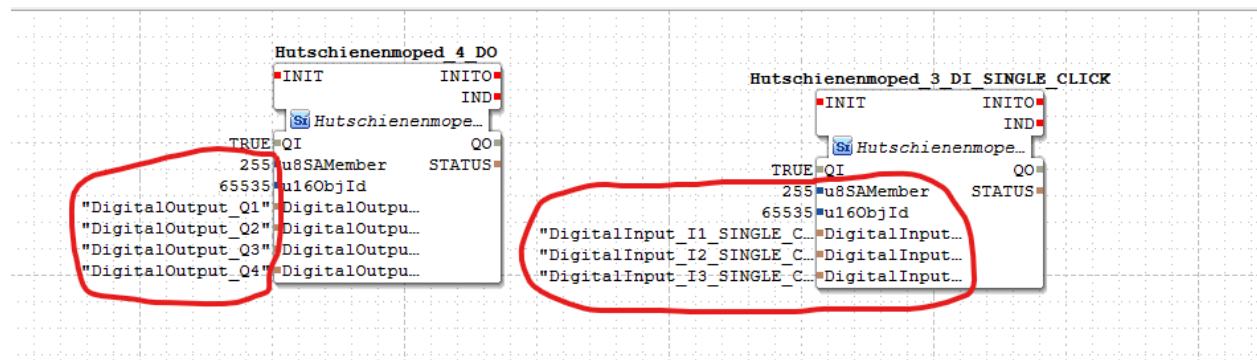 Hutschienenmoped_4_DO
INIT INITO
IND
SI Hutschienenmope…
TRUE QI QO
255 u8SAMember STATUS
65535 u16ObjId
"DigitalOutput_Q1" DigitalOutpu…
"DigitalOutput_Q2" DigitalOutpu…
"DigitalOutput_Q3" DigitalOutpu…
"DigitalOutput_Q4" DigitalOutpu…
Hutschienenmoped_3_DI_SINGLE_CLICK
INIT INITO
IND
SI Hutschienenmope…
TRUE QI QO
255 u8SAMember STATUS
65535 u16ObjId
"DigitalInput_I1_SINGLE_C… DigitalInput…
"DigitalInput_I2_SINGLE_C… DigitalInput…
"DigitalInput_I3_SINGLE_C… DigitalInput…